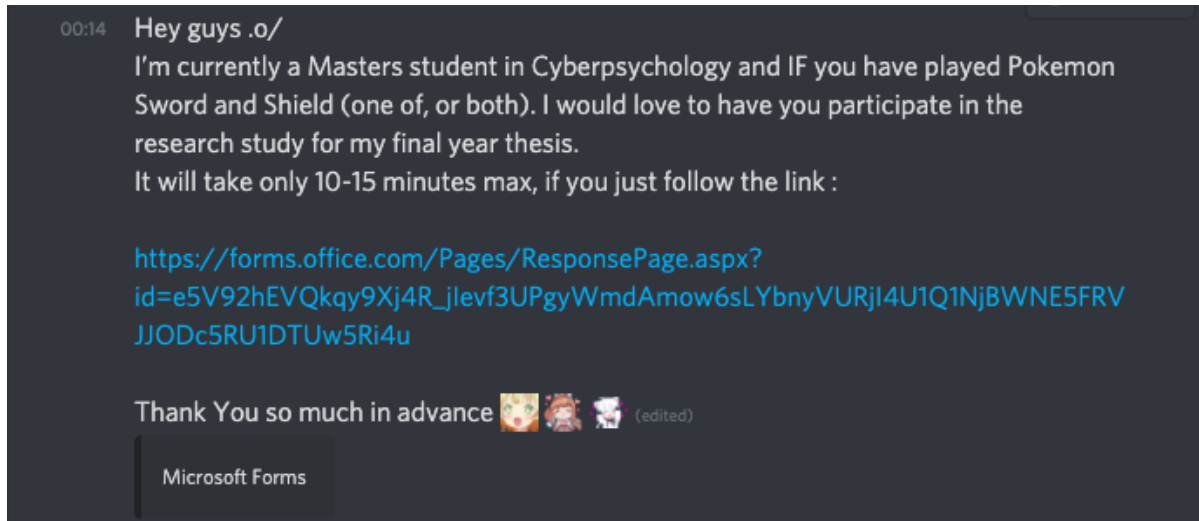 00:14 Hey guys .o/
I'm currently a Masters student in Cyberpsychology and IF you have played Pokemon
Sword and Shield (one of, or both). I would love to have you participate in the
research study for my final year thesis.
It will take only 10-15 minutes max, if you just follow the link :
https://forms.office.com/Pages/ResponsePage.aspx?
id=e5V92hEVQkqy9Xj4R_jIevf3UPgyWmdAmow6sLYbnyVURjI4U1Q1NjBWNE5FRV
JJODc5RU1DTUw5Ri4u
Thank You so much in advance (edited)
Microsoft Forms